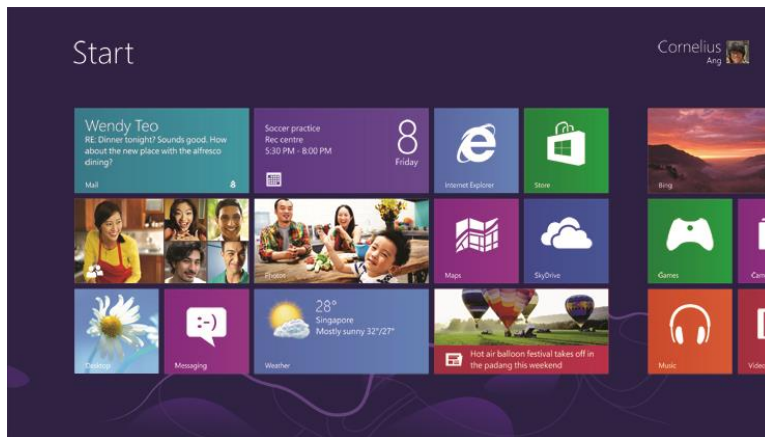 Start
Cornelius
Ang
Wendy Teo
RE: Dinner tonight? Sounds good. How
about the new place with the alfresco
dining?
Mail
8
Soccer practice
Rec centre
5:30 PM - 8:00 PM
8
Friday
Internet Explorer
Store
Bing
Photos
Maps
SkyDrive
Games
Cam
Desktop
:-)
Messaging
28°
Singapore
Mostly sunny 32°/27°
Weather
Hot air balloon festival takes off in
the padang this weekend
Music
Video